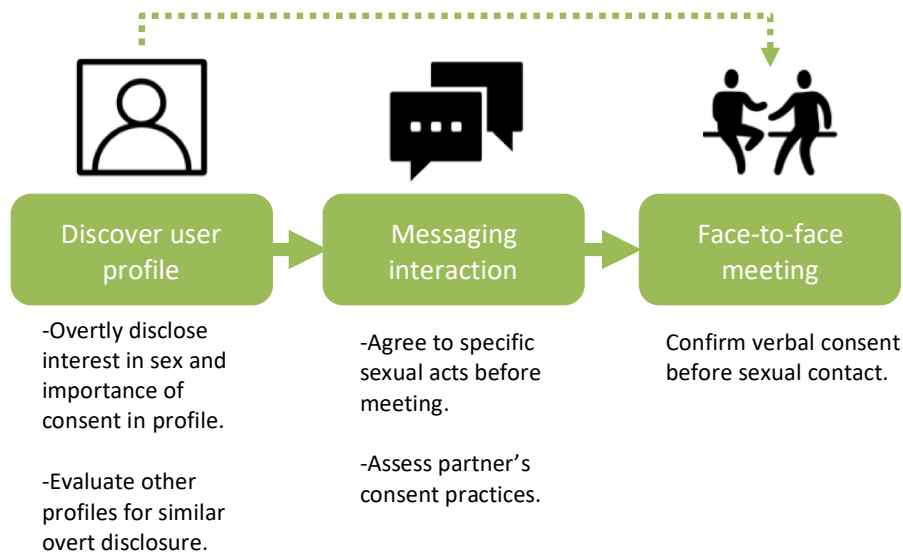 Discover user
profile
Messaging
interaction
Face-to-face
meeting
-Overtly disclose
interest in sex and
importance of
consent in profile.
-Evaluate other
profiles for similar
overt disclosure.
-Agree to specific
sexual acts before
meeting.
-Assess partner’s
consent practices.
Confirm verbal consent
before sexual contact.